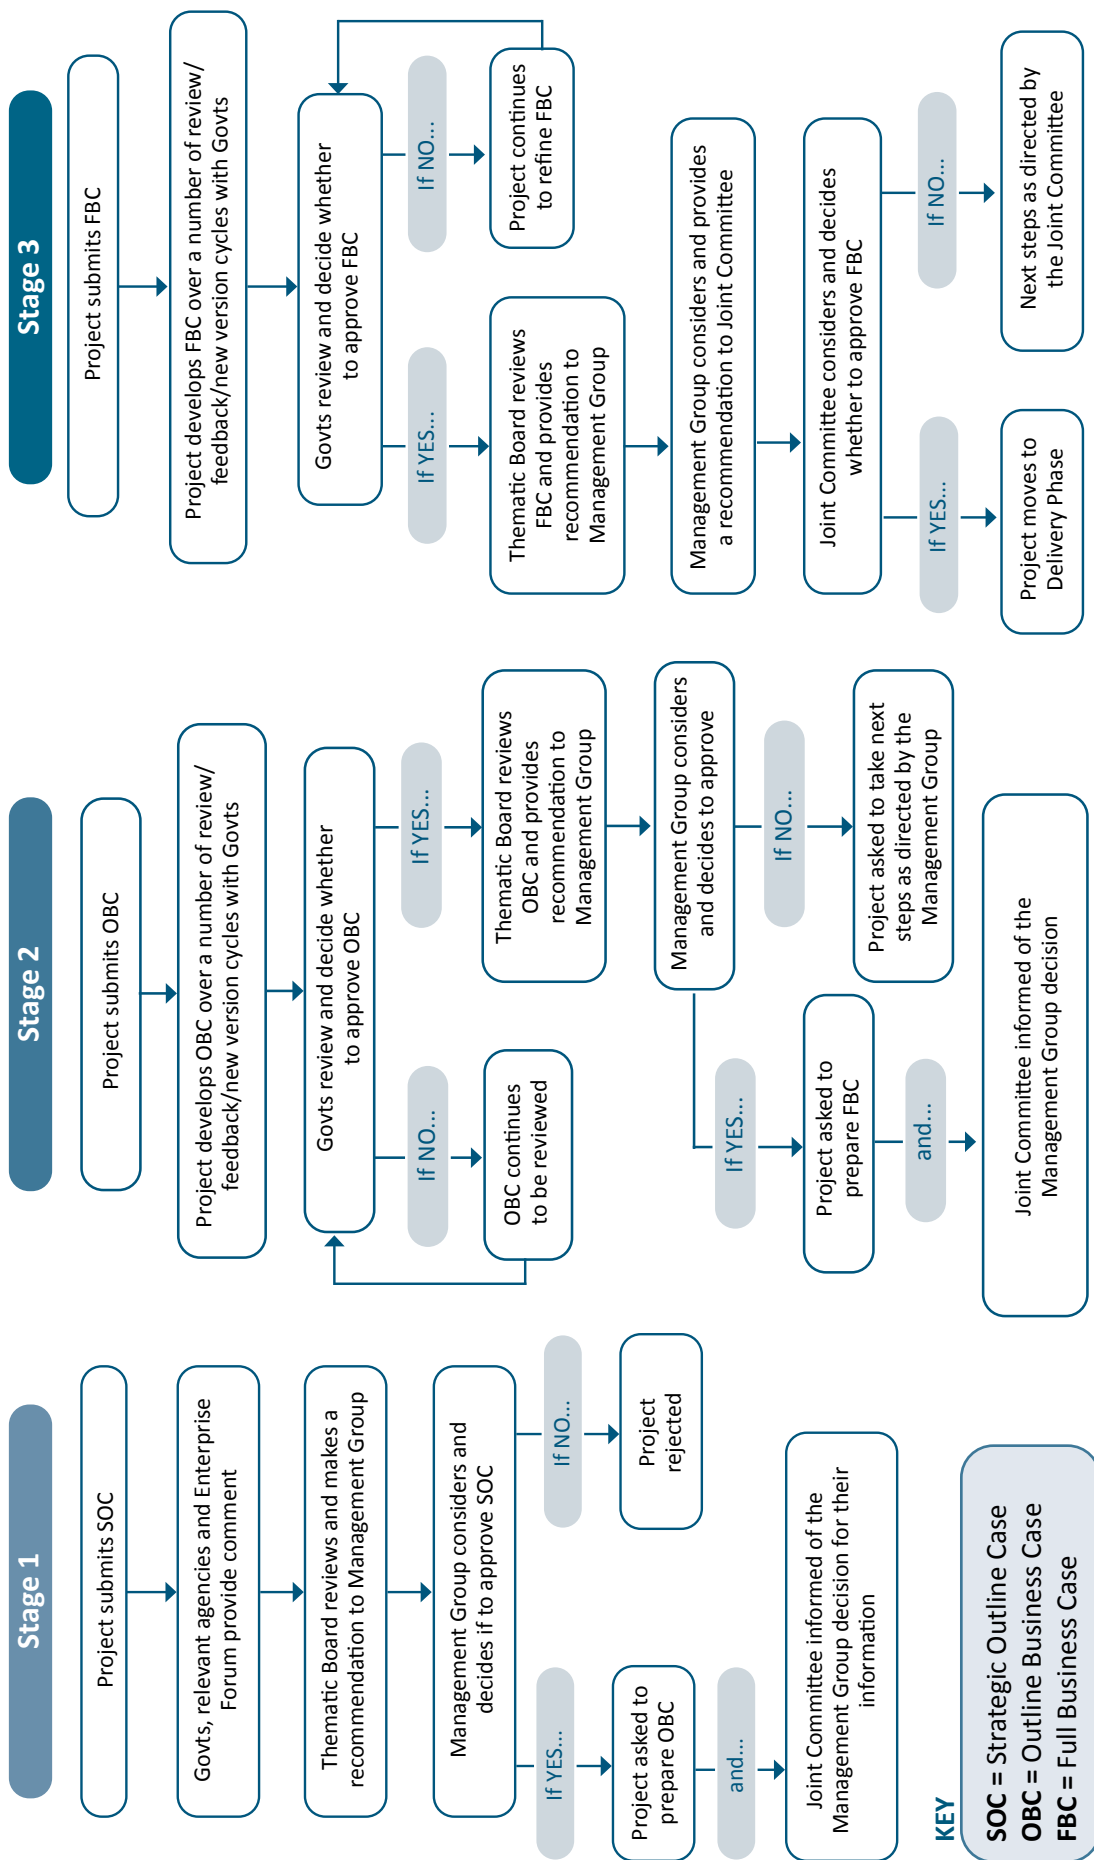 Stage 1
Project submits SOC
Govts, relevant agencies and Enterprise
Forum provide comment
Thematic Board reviews and makes a
recommendation to Management Group
Management Group considers and
decides if to approve SOC
If YES...
If NO...
Project asked to
prepare OBC
Project
rejected
and...
Joint Committee informed of the
Management Group decision for their
information
KEY
SOC = Strategic Outline Case
OBC = Outline Business Case
FBC = Full Business Case
Stage 2
Project submits OBC
Project develops OBC over a number of review/
feedback/new version cycles with Govts
Govts review and decide whether
to approve OBC
If NO...
If YES...
OBC continues
to be reviewed
Thematic Board reviews
OBC and provides
recommendation to
Management Group
Management Group considers
and decides to approve
If YES...
If NO...
Project asked to
prepare FBC
Project asked to take next
steps as directed by the
Management Group
and...
Joint Committee informed of the
Management Group decision
Stage 3
Project submits FBC
Project develops FBC over a number of review/
feedback/new version cycles with Govts
Govts review and decide whether
to approve FBC
If YES...
If NO...
Thematic Board reviews
FBC and provides
recommendation to
Management Group
Project continues
to refine FBC
Management Group considers and provides
a recommendation to Joint Committee
Joint Committee considers and decides
whether to approve FBC
If YES...
If NO...
Project moves to
Delivery Phase
Next steps as directed by
the Joint Committee